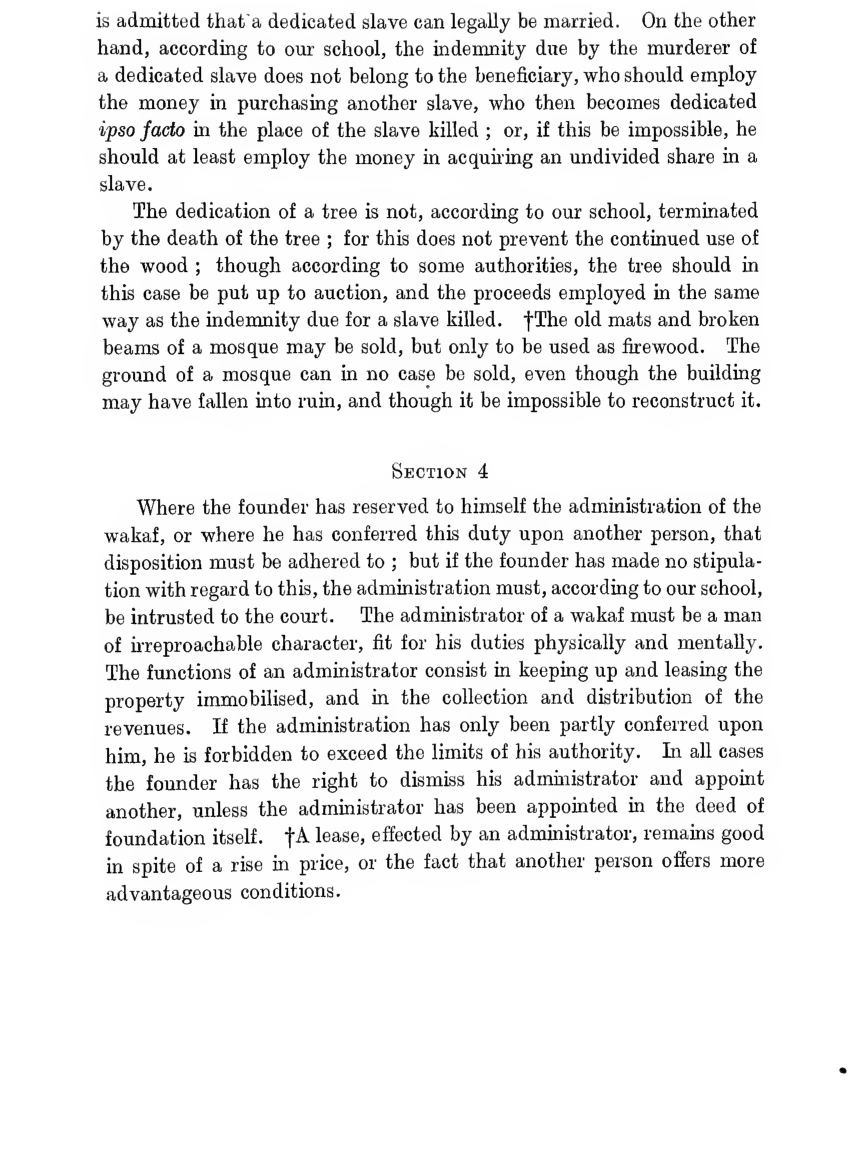 is admitted that a dedicated slave can legally be married. On the other
hand, according to our school, the indemnity due by the murderer of
a dedicated slave does not belong to the beneficiary, who should employ
the money in purchasing another slave, who then becomes dedicated
ipso facto in the place of the slave killed ; or, if this be impossible, he
should at least employ the money in acquiring an undivided share in a
slave.
The dedication of a tree is not, according to our school, terminated
by the death of the tree ; for this does not prevent the continued use of
the wood ; though according to some authorities, the tree should in
this case be put up to auction, and the proceeds employed in the same
way as the indemnity due for a slave killed. †The old mats and broken
beams of a mosque may be sold, but only to be used as firewood. The
ground of a mosque can in no case be sold, even though the building
may have fallen into ruin, and though it be impossible to reconstruct it.
SECTION 4
Where the founder has reserved to himself the administration of the
wakaf, or where he has conferred this duty upon another person, that
disposition must be adhered to ; but if the founder has made no stipula-
tion with regard to this, the administration must, according to our school,
be intrusted to the court. The administrator of a wakaf must be a man
of irreproachable character, fit for his duties physically and mentally.
The functions of an administrator consist in keeping up and leasing the
property immobilised, and in the collection and distribution of the
revenues. If the administration has only been partly conferred upon
him, he is forbidden to exceed the limits of his authority. In all cases
the founder has the right to dismiss his administrator and appoint
another, unless the administrator has been appointed in the deed of
foundation itself. †A lease, effected by an administrator, remains good
in spite of a rise in price, or the fact that another person offers more
advantageous conditions.